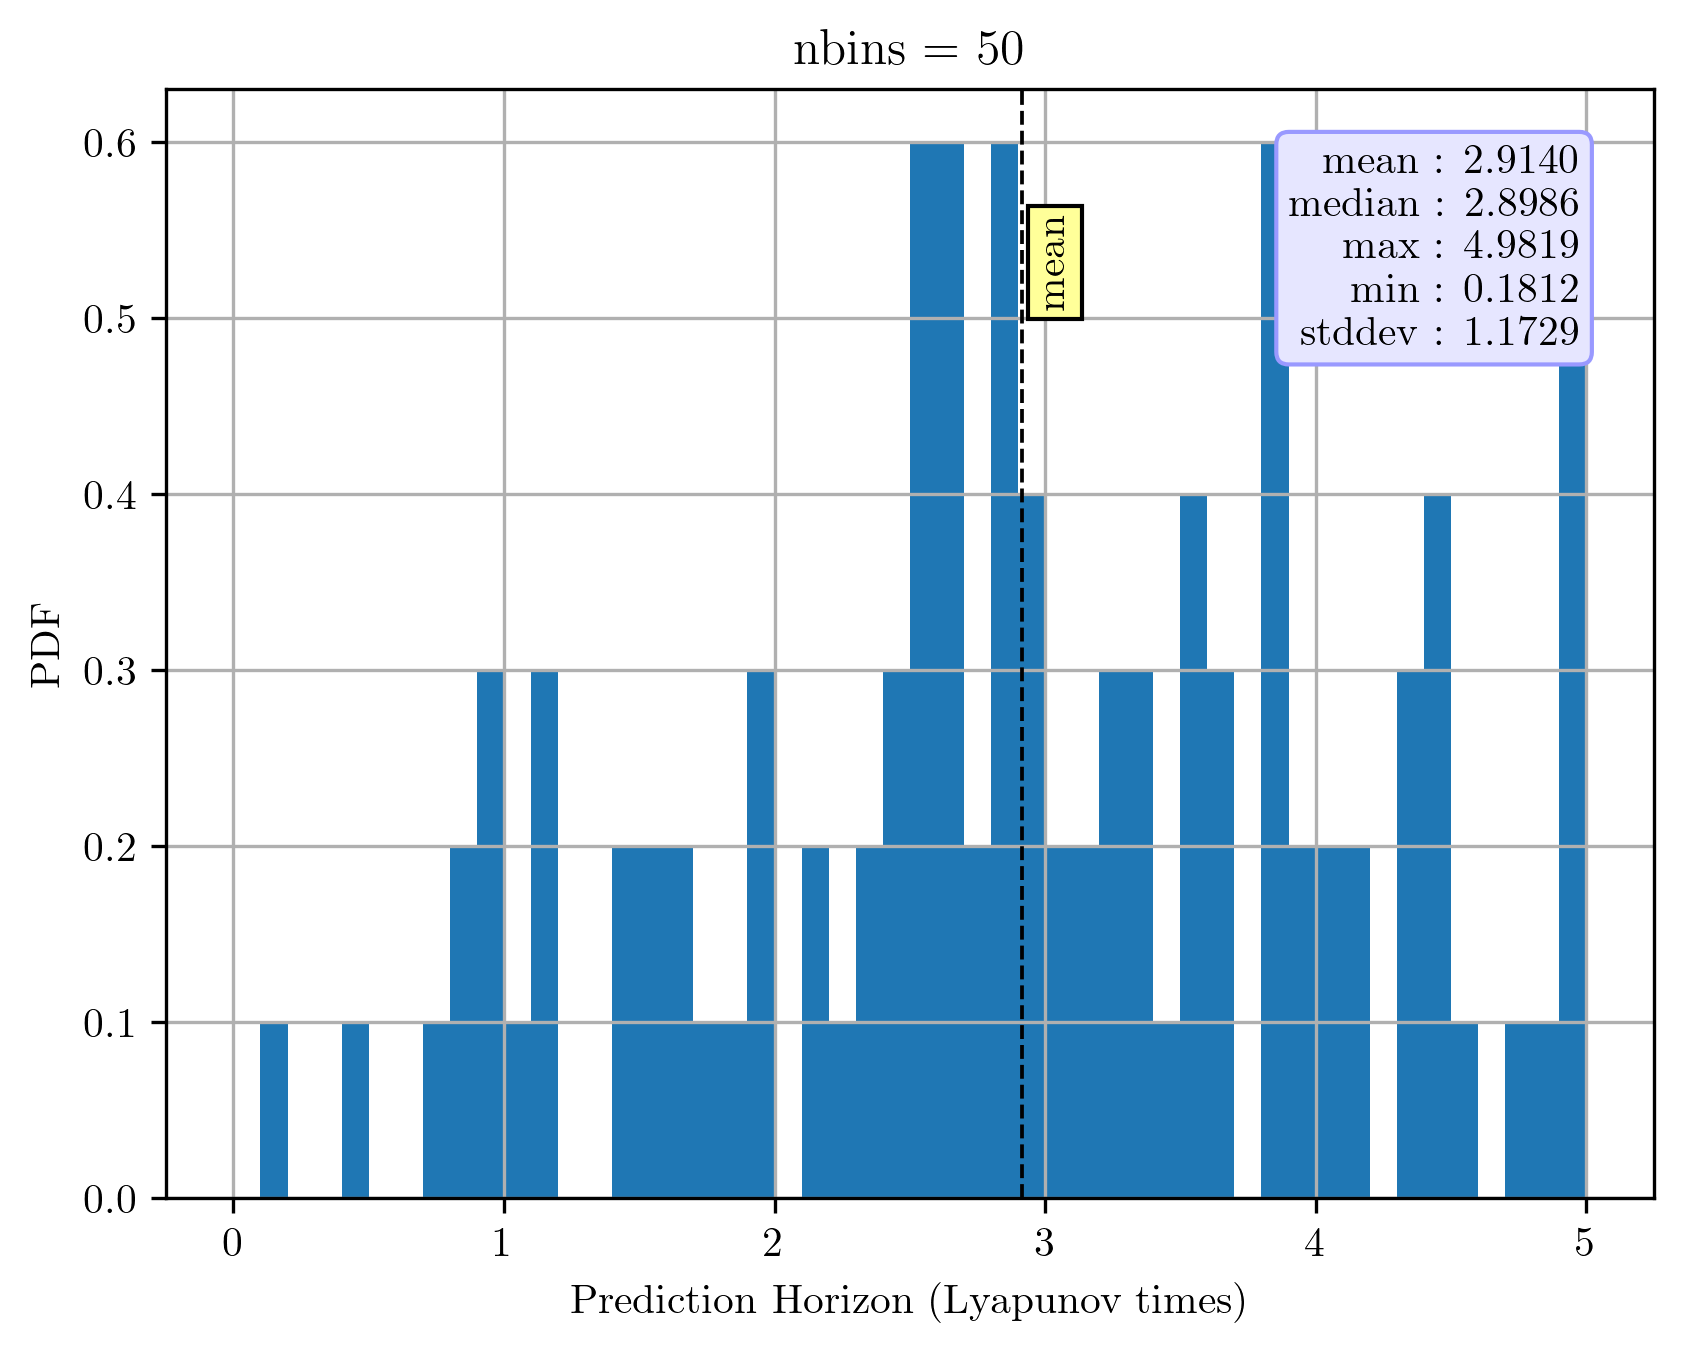 nbins = 50
0.6
0.5
0.4
0.3
0.2
0.1
0.0
PDF
mean
mean : 2.9140
median : 2.8986
max : 4.9819
min : 0.1812
stddev : 1.1729
0 1 2 3 4 5
Prediction Horizon (Lyapunov times)